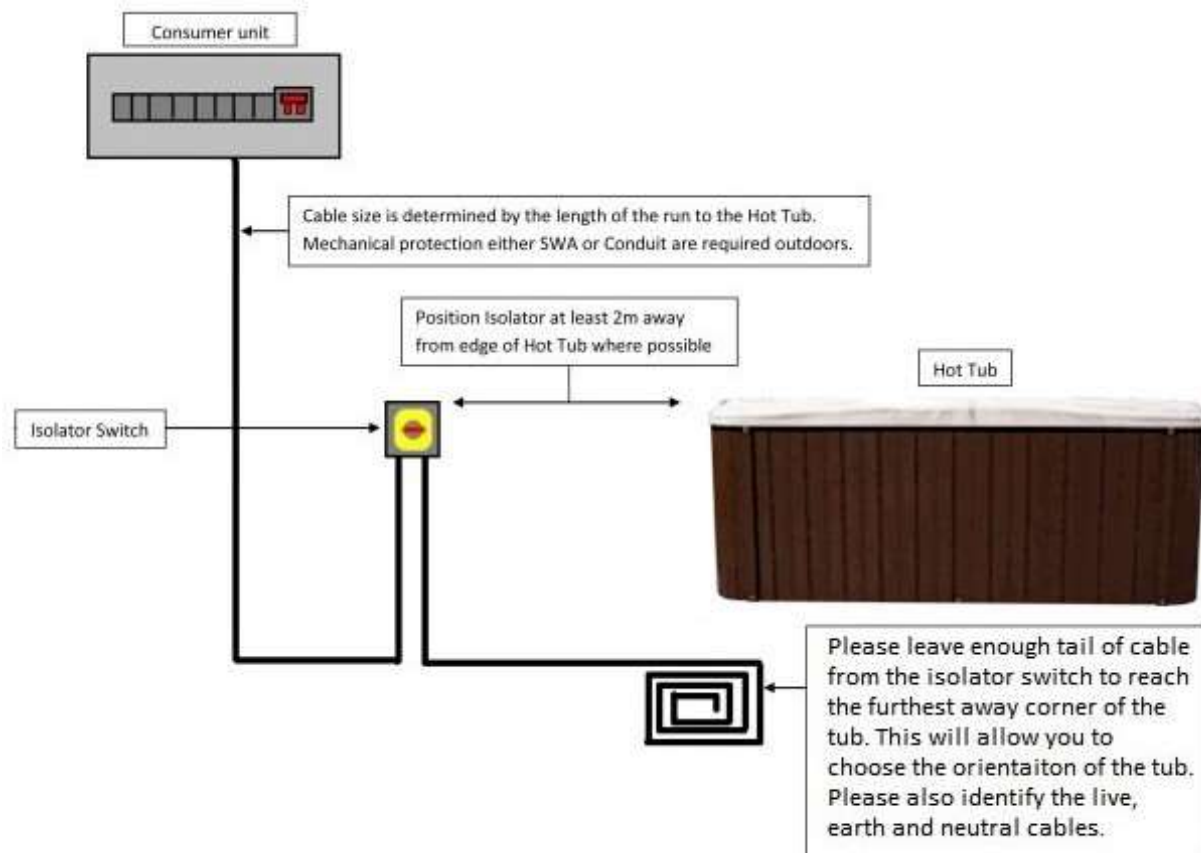 Consumer unit
Cable size is determined by the length of the run to the Hot Tub.
Mechanical protection either SWA or Conduit are required outdoors.
Position Isolator at least 2m away
from edge of Hot Tub where possible
Hot Tub
Isolator Switch
Please leave enough tail of cable
from the isolator switch to reach
the furthest away corner of the
tub. This will allow you to
choose the orientaiton of the tub.
Please also identify the live,
earth and neutral cables.